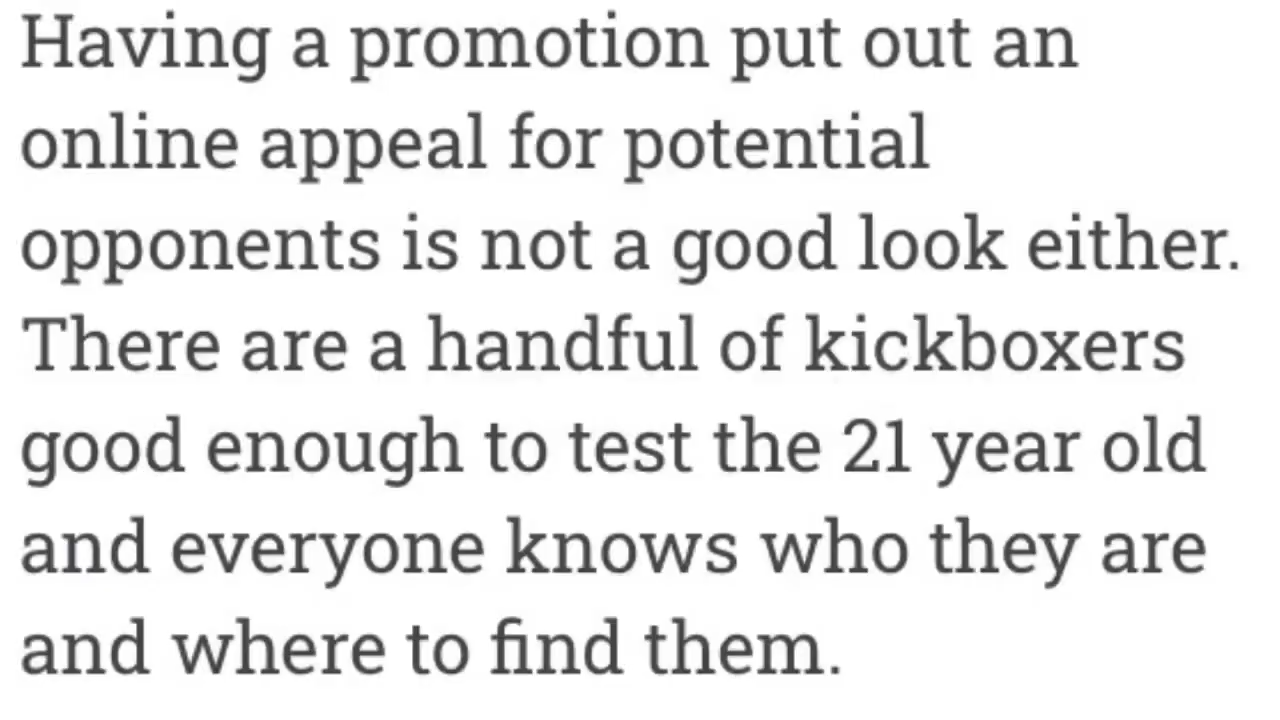 Having a promotion put out an
online appeal for potential
opponents is not a good look either.
There are a handful of kickboxers
good enough to test the 21 year old
and everyone knows who they are
and where to find them.